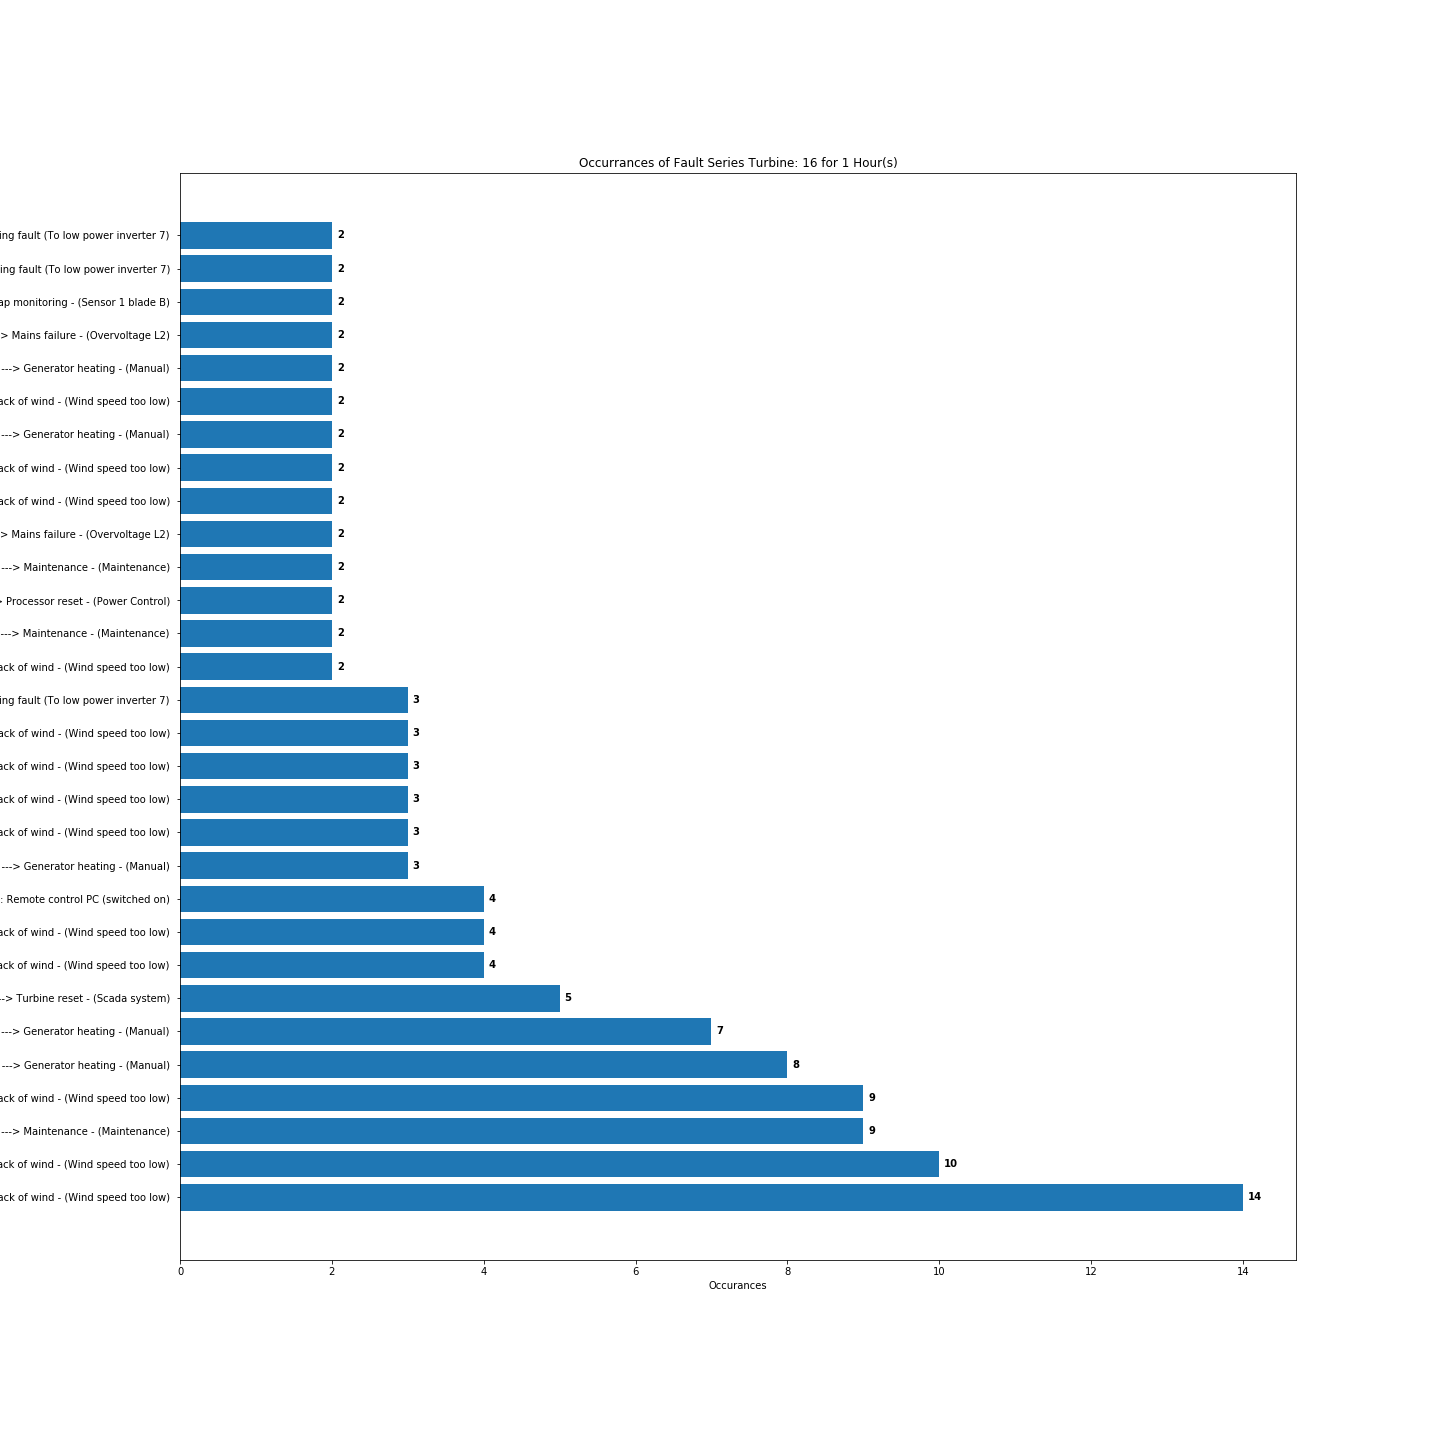 Occurrances of Fault Series Turbine: 16 for 1 Hour(s)
ing fault (To low power inverter 7) 2
ing fault (To low power inverter 7) 2
ap monitoring - (Sensor 1 blade B) 2
> Mains failure - (Overvoltage L2) 2
---> Generator heating - (Manual) 2
ack of wind - (Wind speed too low) 2
---> Generator heating - (Manual) 2
ack of wind - (Wind speed too low) 2
ack of wind - (Wind speed too low) 2
> Mains failure - (Overvoltage L2) 2
---> Maintenance - (Maintenance) 2
> Processor reset - (Power Control) 2
---> Maintenance - (Maintenance) 2
ack of wind - (Wind speed too low) 2
ing fault (To low power inverter 7) 3
ack of wind - (Wind speed too low) 3
ack of wind - (Wind speed too low) 3
ack of wind - (Wind speed too low) 3
ack of wind - (Wind speed too low) 3
---> Generator heating - (Manual) 3
: Remote control PC (switched on) 4
ack of wind - (Wind speed too low) 4
ack of wind - (Wind speed too low) 4
--> Turbine reset - (Scada system) 5
---> Generator heating - (Manual) 7
---> Generator heating - (Manual) 8
ack of wind - (Wind speed too low) 9
---> Maintenance - (Maintenance) 9
ack of wind - (Wind speed too low) 10
ack of wind - (Wind speed too low) 14
0 2 4 6 8 10 12 14
Occurances